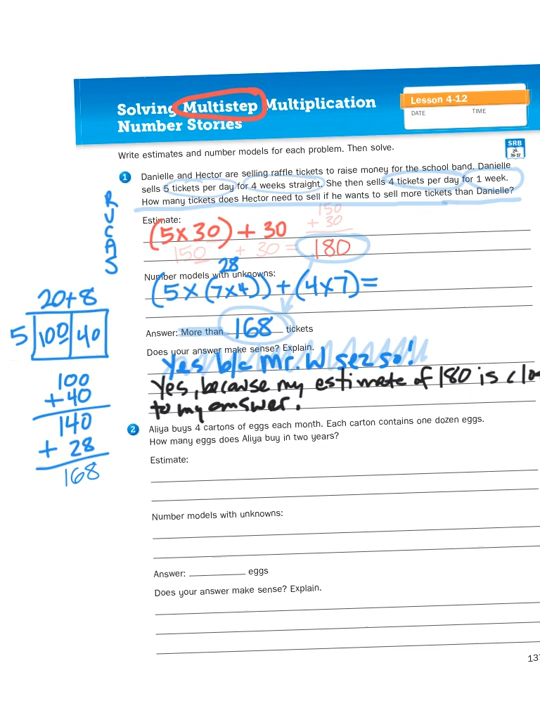 Solving Multistep Multiplication
Number Stories
Lesson 4-12
DATE TIME
SRB
Write estimates and number models for each problem. Then solve.
1 Danielle and Hector are selling raffle tickets to raise money for the school band. Danielle
sells 5 tickets per day for 4 weeks straight. She then sells 4 tickets per day for 1 week.
How many tickets does Hector need to sell if he wants to sell more tickets than Danielle?
RUCAS
Estimate:
150
+ 30
(5x30) + 30
180
150 + 30 =
Number models with unknowns:
28
(5x(7x4))+(4x7)=
20+8
5 100 40
Answer: More than 168 tickets
Does your answer make sense? Explain.
Yes b/c Mr. W sez so!
Yes, because my estimate of 180 is clo
to my answer.
100
+ 40
140
+ 28
168
2 Aliya buys 4 cartons of eggs each month. Each carton contains one dozen eggs.
How many eggs does Aliya buy in two years?
Estimate:
Number models with unknowns:
Answer: ____________ eggs
Does your answer make sense? Explain.